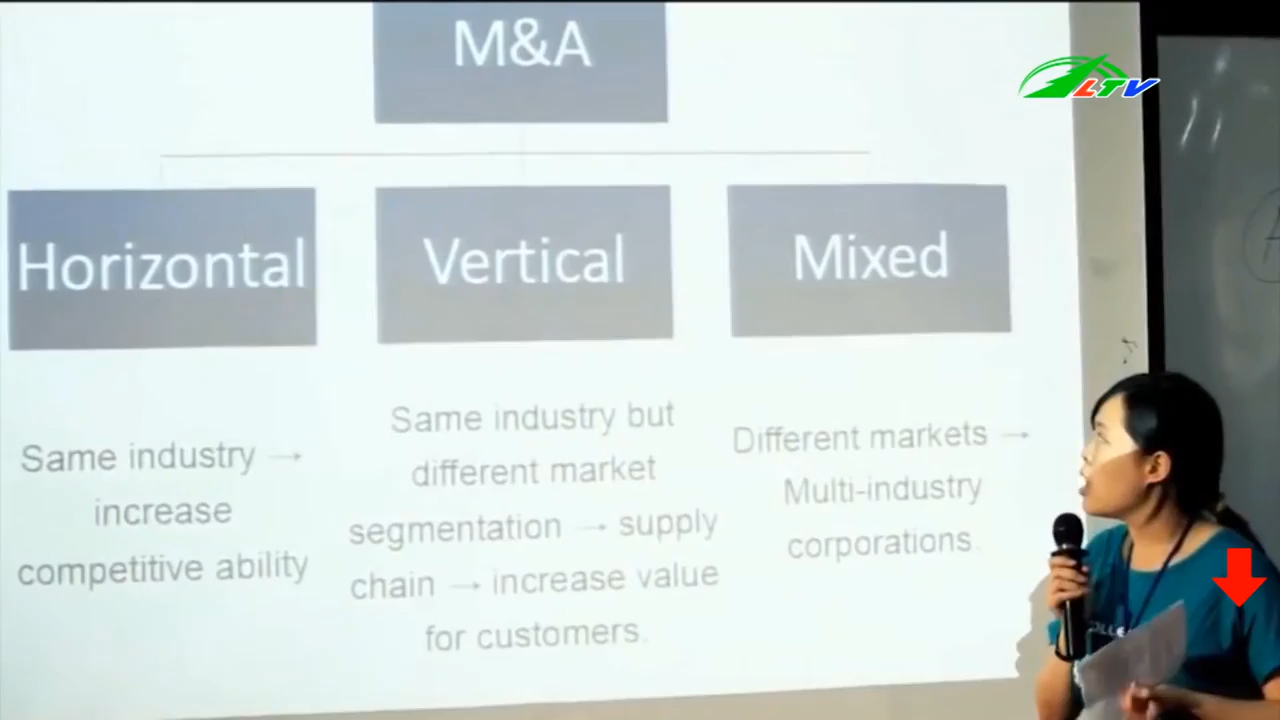 M&A
LTV
Horizontal
Vertical
Mixed
Same industry →
increase
competitive ability
Same industry but
different market
segmentation → supply
chain → increase value
for customers.
Different markets →
Multi-industry
corporations.